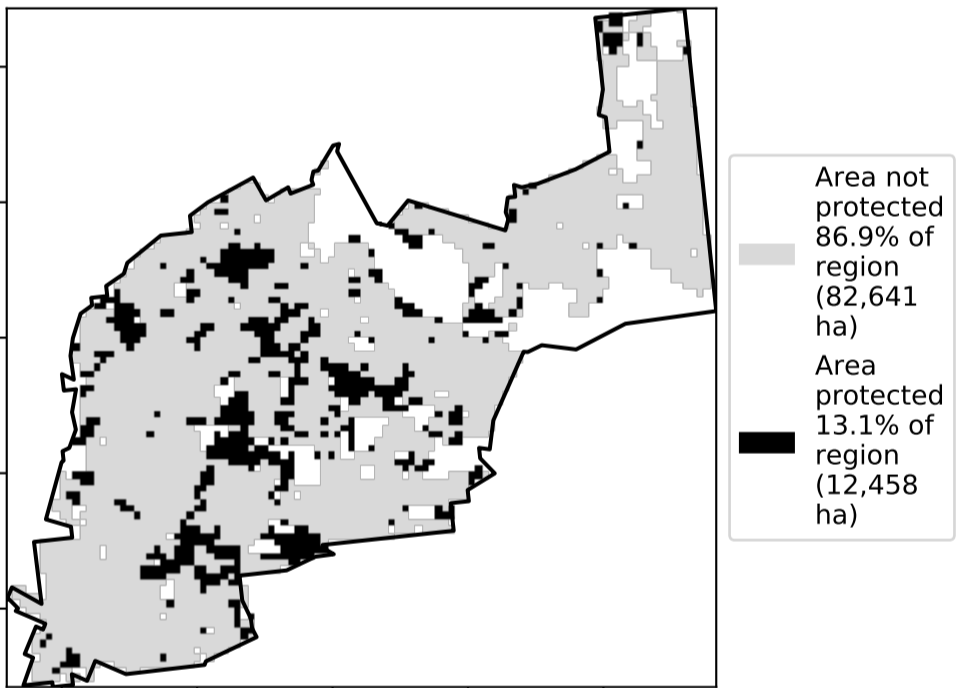 Area not
protected
86.9% of
region
(82,641
ha)
Area
protected
13.1% of
region
(12,458
ha)